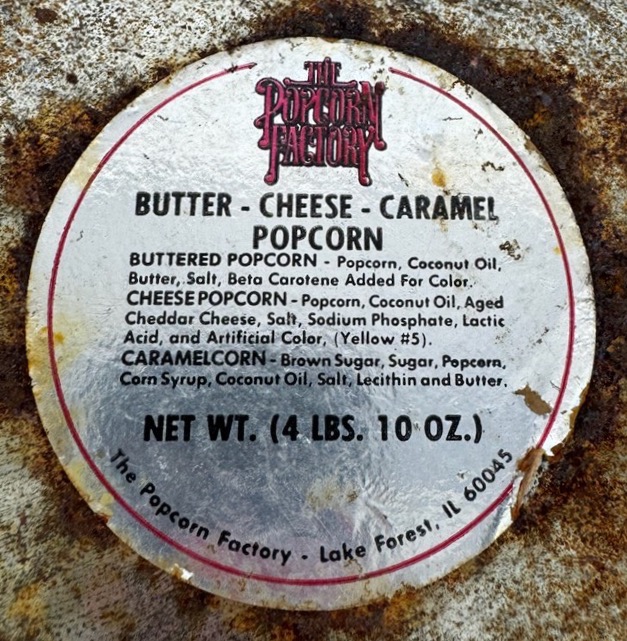 THE
POPCORN
FACTORY
BUTTER - CHEESE - CARAMEL
POPCORN
BUTTERED POPCORN - Popcorn, Coconut Oil,
Butter, Salt, Beta Carotene Added For Color.
CHEESE POPCORN - Popcorn, Coconut Oil, Aged
Cheddar Cheese, Salt, Sodium Phosphate, Lactic
Acid, and Artificial Color, (Yellow #5).
CARAMELCORN - Brown Sugar, Sugar, Popcorn,
Corn Syrup, Coconut Oil, Salt, Lecithin and Butter.
NET WT. (4 LBS. 10 OZ.)
The Popcorn Factory - Lake Forest, IL 60045